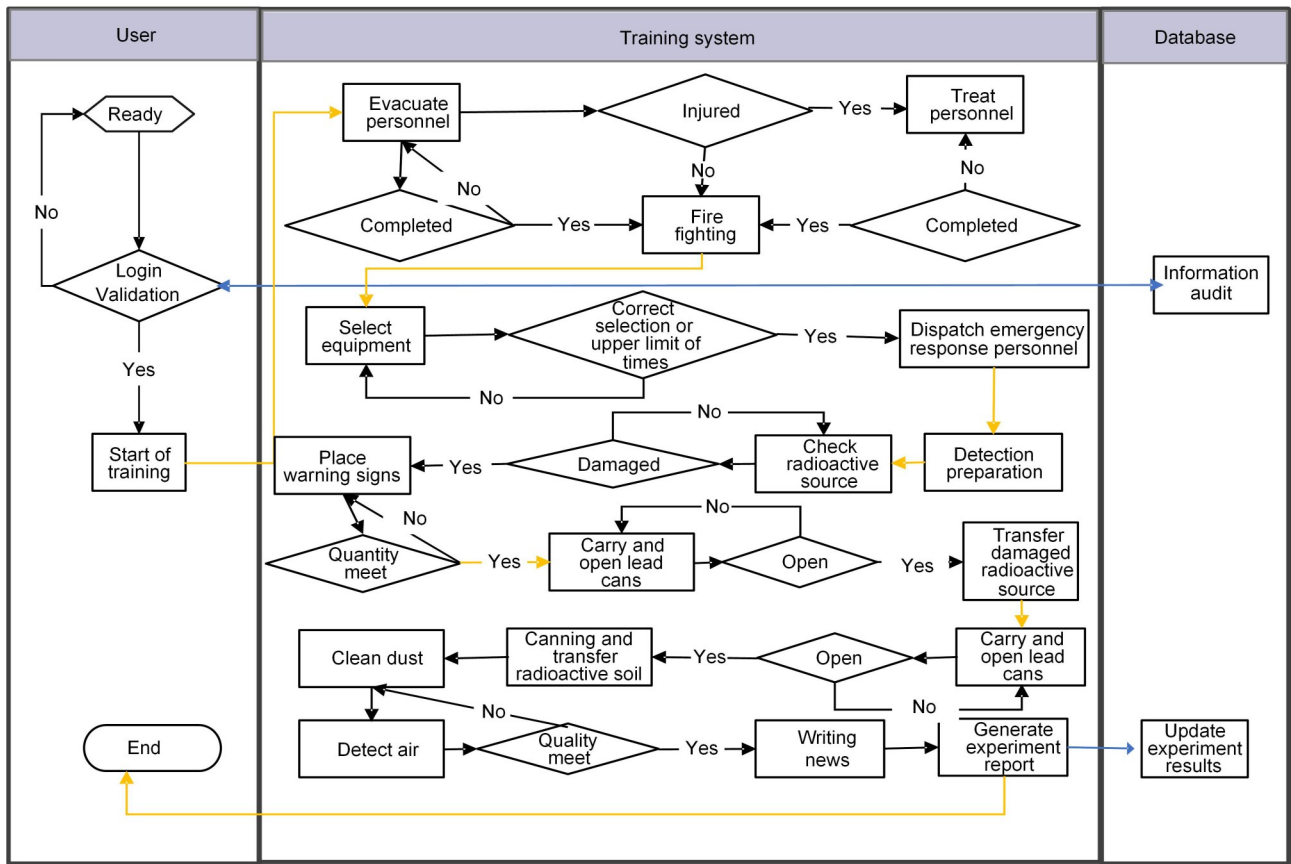 User
Training system
Database
Ready
Evacuate
personnel
Injured
Yes
Treat
personnel
No
No
No
No
Completed
Yes
Fire
fighting
Yes
Completed
Login
Validation
Information
audit
Select
equipment
Correct
selection or
upper limit of
times
Yes
Dispatch emergency
response personnel
Yes
No
No
Start of
training
Place
warning signs
Yes
Damaged
Check
radioactive
source
Detection
preparation
No
No
Quantity
meet
Yes
Carry and
open lead
cans
Open
Yes
Transfer
damaged
radioactive
source
Clean dust
Canning and
transfer
radioactive soil
Yes
Open
Carry and
open lead
cans
No
No
End
Detect air
Quality
meet
Yes
Writing
news
Generate
experiment
report
Update
experiment
results